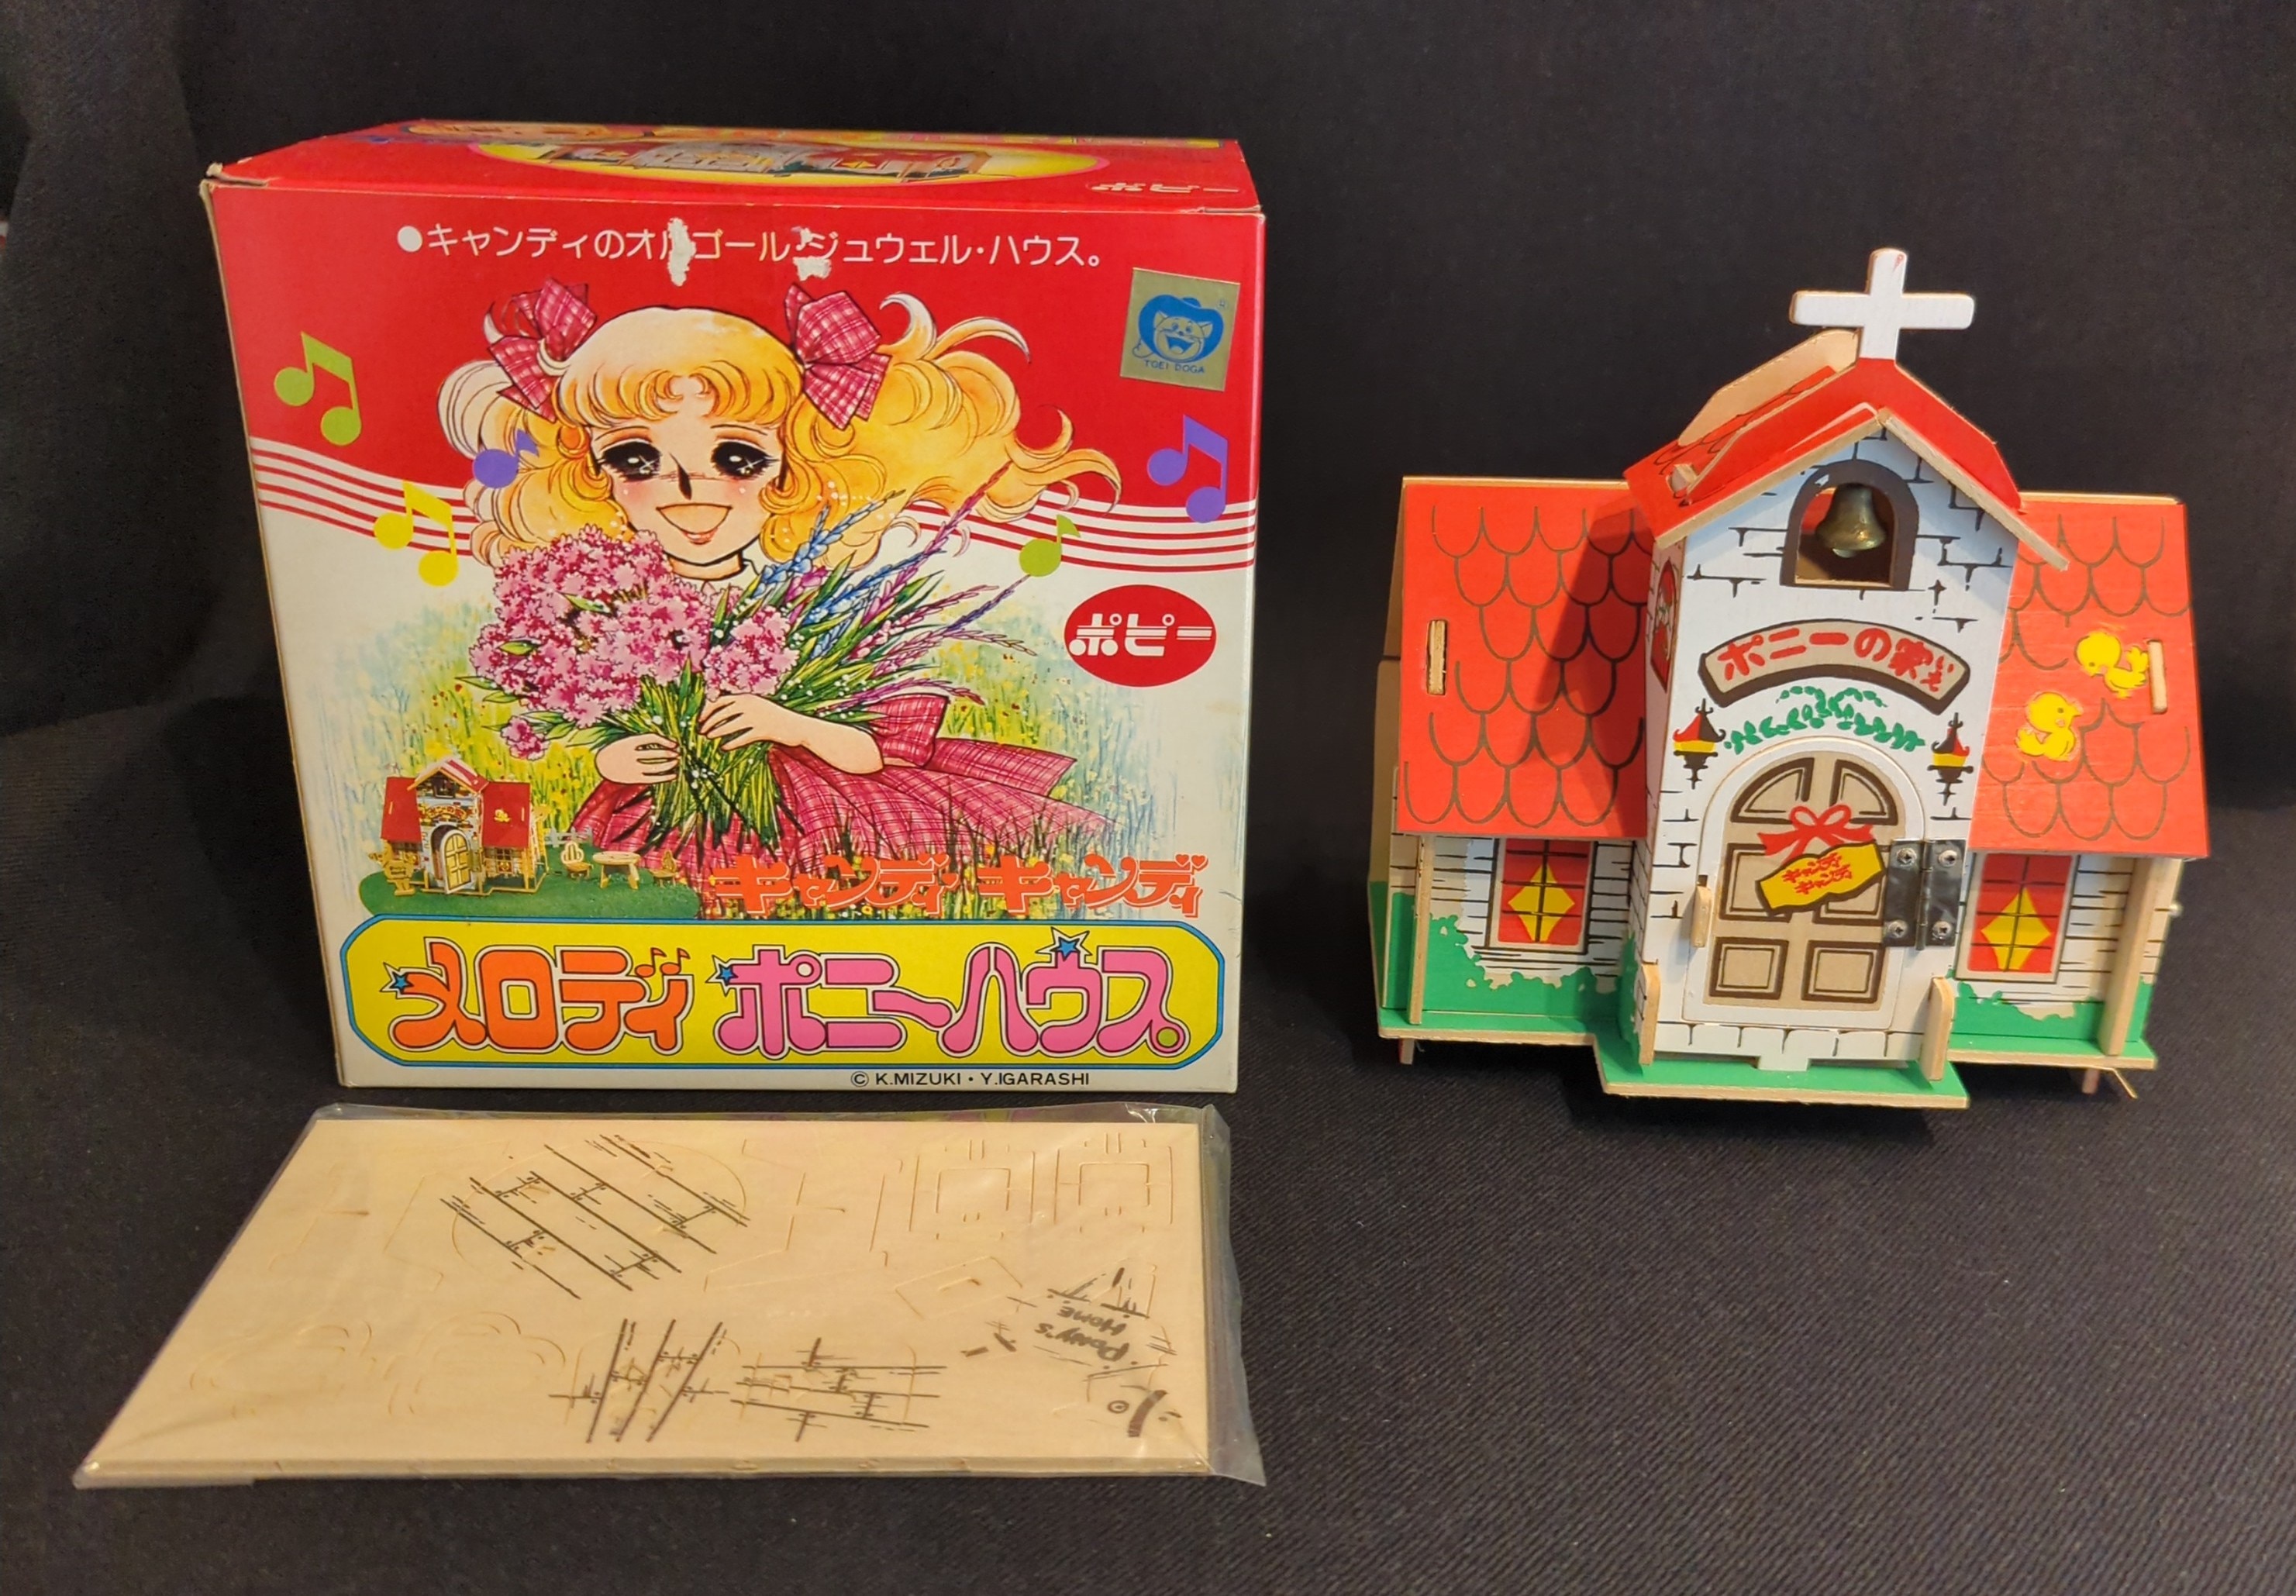 ●キャンディのオルゴール・ジュウェル・ハウス。
TOEI DOGA
ポピー
キャンディ・キャンディ
メロディ ポニーハウス
© K.MIZUKI・Y.IGARASHI
ポニーの家 いえ
キャンディ
キャンディ
Pony's
Home